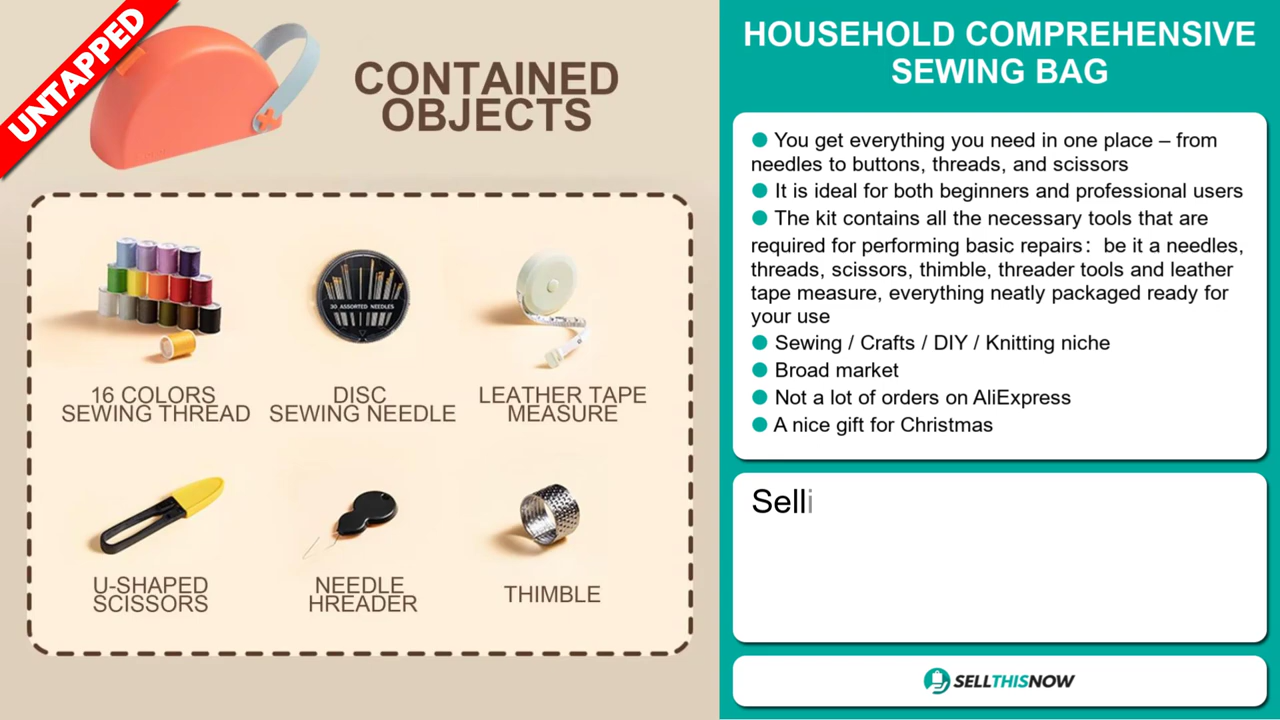 UNTAPPED
CONTAINED
OBJECTS
30 ASSORTED NEEDLES
16 COLORS
SEWING THREAD
DISC
SEWING NEEDLE
LEATHER TAPE
MEASURE
U-SHAPED
SCISSORS
NEEDLE
HREADER
THIMBLE
HOUSEHOLD COMPREHENSIVE
SEWING BAG
● You get everything you need in one place – from
needles to buttons, threads, and scissors
● It is ideal for both beginners and professional users
● The kit contains all the necessary tools that are
required for performing basic repairs: be it a needles,
threads, scissors, thimble, threader tools and leather
tape measure, everything neatly packaged ready for
your use
● Sewing / Crafts / DIY / Knitting niche
● Broad market
● Not a lot of orders on AliExpress
● A nice gift for Christmas
Selli
SELLTHISNOW